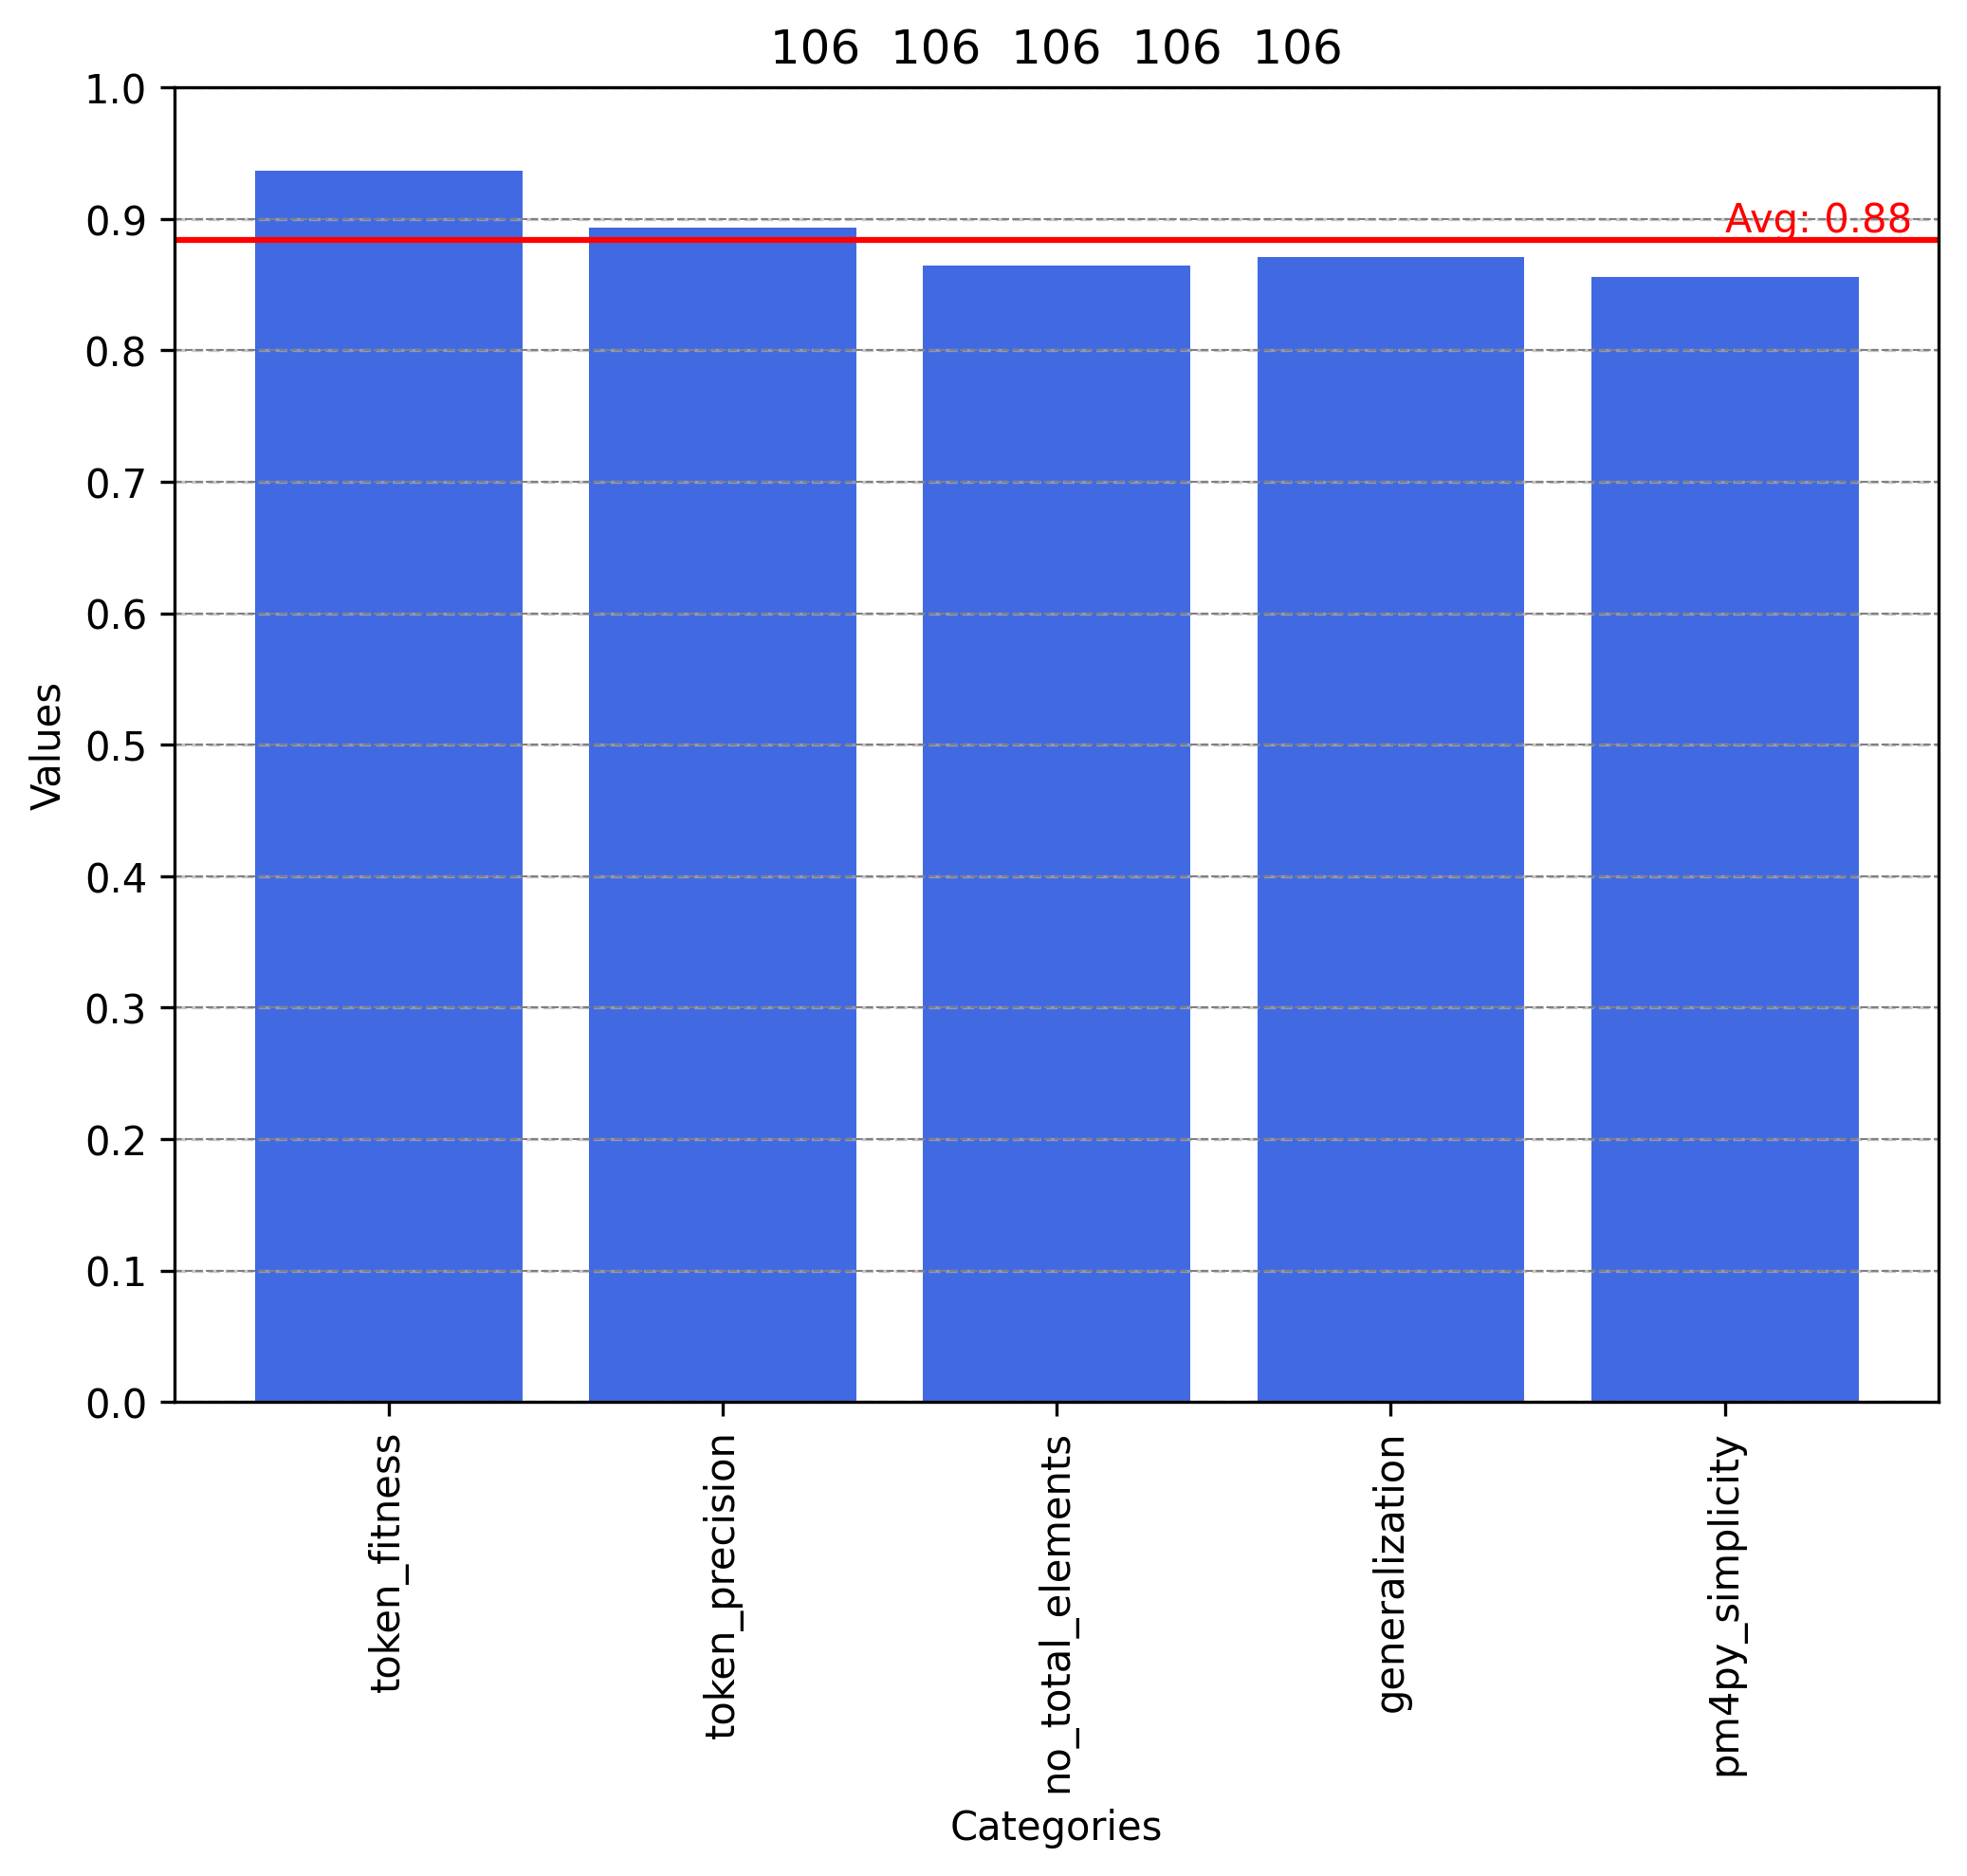 106 106 106 106 106
1.0
0.9
0.8
0.7
0.6
0.5
0.4
0.3
0.2
0.1
0.0
Values
Avg: 0.88
token_fitness
token_precision
no_total_elements
generalization
pm4py_simplicity
Categories